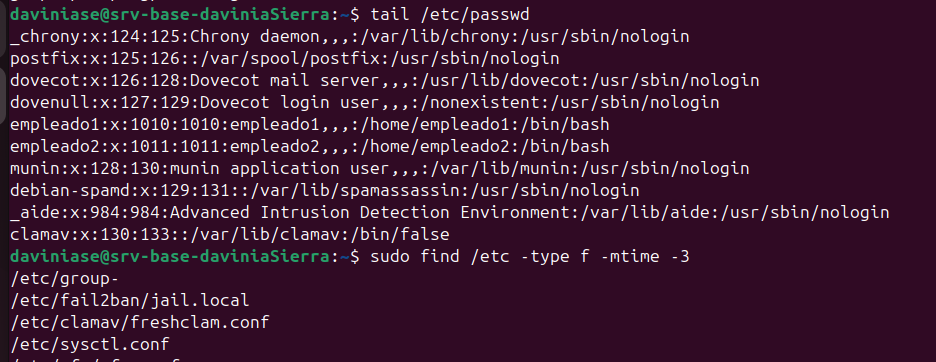 daviniase@srv-base-daviniaSierra:~$ tail /etc/passwd
_chrony:x:124:125:Chrony daemon,,,:/var/lib/chrony:/usr/sbin/nologin
postfix:x:125:126::/var/spool/postfix:/usr/sbin/nologin
dovecot:x:126:128:Dovecot mail server,,,:/usr/lib/dovecot:/usr/sbin/nologin
dovenull:x:127:129:Dovecot login user,,,:/nonexistent:/usr/sbin/nologin
empleado1:x:1010:1010:empleado1,,,:/home/empleado1:/bin/bash
empleado2:x:1011:1011:empleado2,,,:/home/empleado2:/bin/bash
munin:x:128:130:munin application user,,,:/var/lib/munin:/usr/sbin/nologin
debian-spamd:x:129:131::/var/lib/spamassassin:/usr/sbin/nologin
_aide:x:984:984:Advanced Intrusion Detection Environment:/var/lib/aide:/usr/sbin/nologin
clamav:x:130:133::/var/lib/clamav:/bin/false
daviniase@srv-base-daviniaSierra:~$ sudo find /etc -type f -mtime -3
/etc/group-
/etc/fail2ban/jail.local
/etc/clamav/freshclam.conf
/etc/sysctl.conf